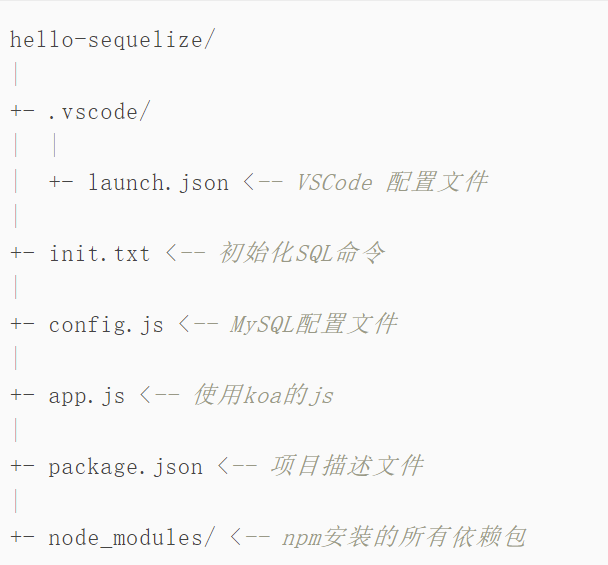 hello-sequelize/
|
+- .vscode/
|  |
|  +- launch.json <-- VSCode 配置文件
|
+- init.txt <-- 初始化SQL命令
|
+- config.js <-- MySQL配置文件
|
+- app.js <-- 使用koa的js
|
+- package.json <-- 项目描述文件
|
+- node_modules/ <-- npm安装的所有依赖包